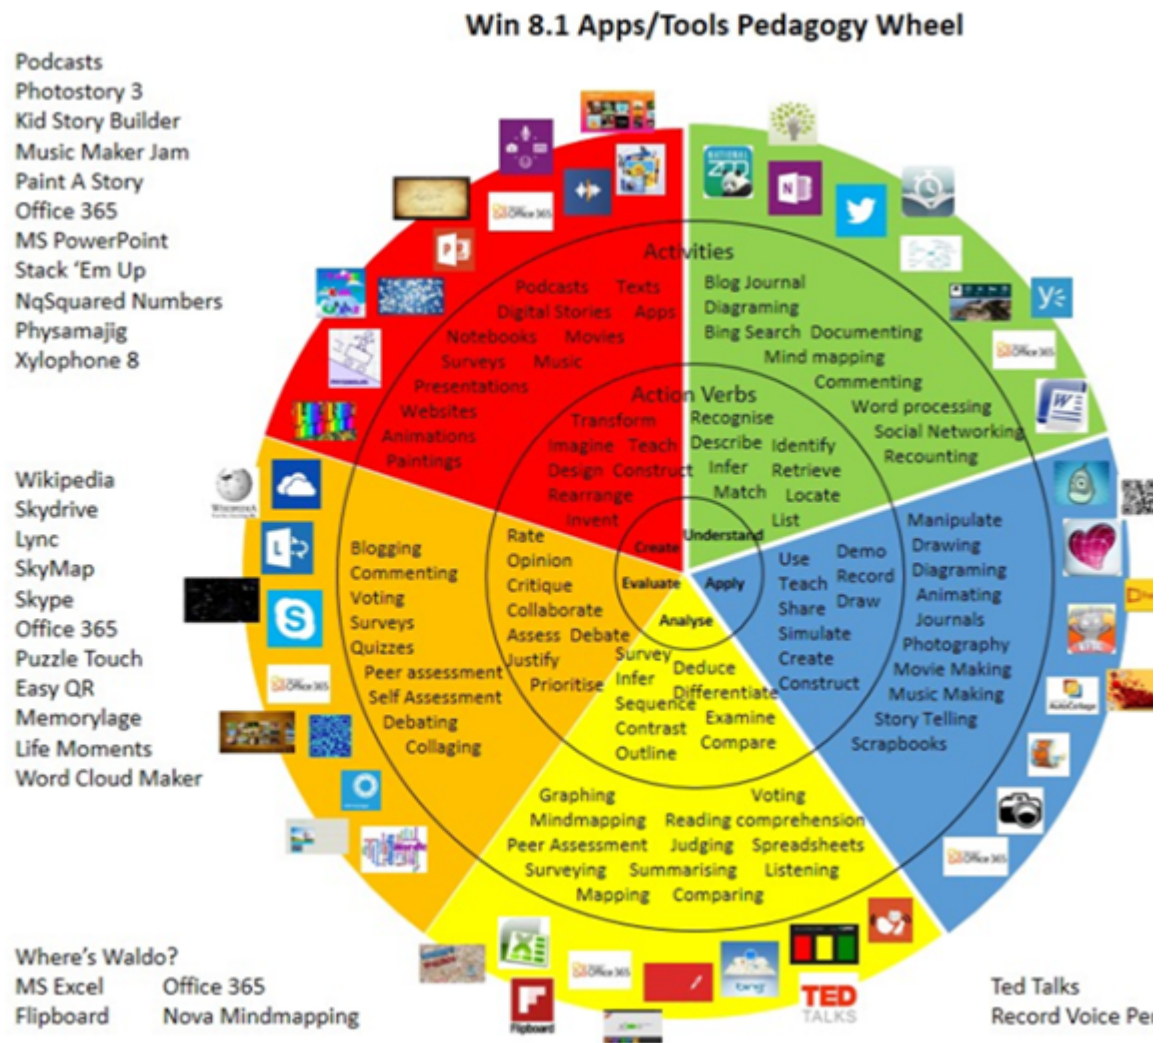 Win 8.1 Apps/Tools Pedagogy Wheel
Podcasts
Photostory 3
Kid Story Builder
Music Maker Jam
Paint A Story
Office 365
MS PowerPoint
Stack ‘Em Up
NqSquared Numbers
Physamajig
Xylophone 8
Wikipedia
Skydrive
Lync
SkyMap
Skype
Office 365
Puzzle Touch
Easy QR
Memorylage
Life Moments
Word Cloud Maker
Where’s Waldo?
MS Excel Office 365
Flipboard Nova Mindmapping
Ted Talks
Record Voice Pe
Activities
Podcasts Texts
Digital Stories Apps
Notebooks Movies
Surveys Music
Presentations
Websites
Animations
Paintings
Action Verbs
Transform
Imagine Teach
Design Construct
Rearrange
Invent
Create
Blog Journal
Diagraming
Bing Search Documenting
Mind mapping
Commenting
Word processing
Social Networking
Recounting
Recognise
Describe Identify
Infer Retrieve
Match Locate
List
Understand
Manipulate
Drawing
Diagraming
Animating
Journals
Photography
Movie Making
Music Making
Story Telling
Scrapbooks
Use Demo
Teach Record
Share Draw
Simulate
Create
Construct
Apply
Blogging
Commenting
Voting
Surveys
Quizzes
Peer assessment
Self Assessment
Debating
Collaging
Rate
Opinion
Critique
Collaborate
Assess Debate
Justify
Prioritise
Evaluate
Analyse
Survey Deduce
Infer Differentiate
Sequence Examine
Contrast Compare
Outline
Graphing Voting
Mindmapping Reading comprehension
Peer Assessment Judging Spreadsheets
Surveying Summarising Listening
Mapping Comparing
NATIONAL
ZOO
Office 365
Office 365
WIKIPEDIA
Office 365
AutoCollage
Office 365
Office 365
Flipboard
bing
TED
TALKS